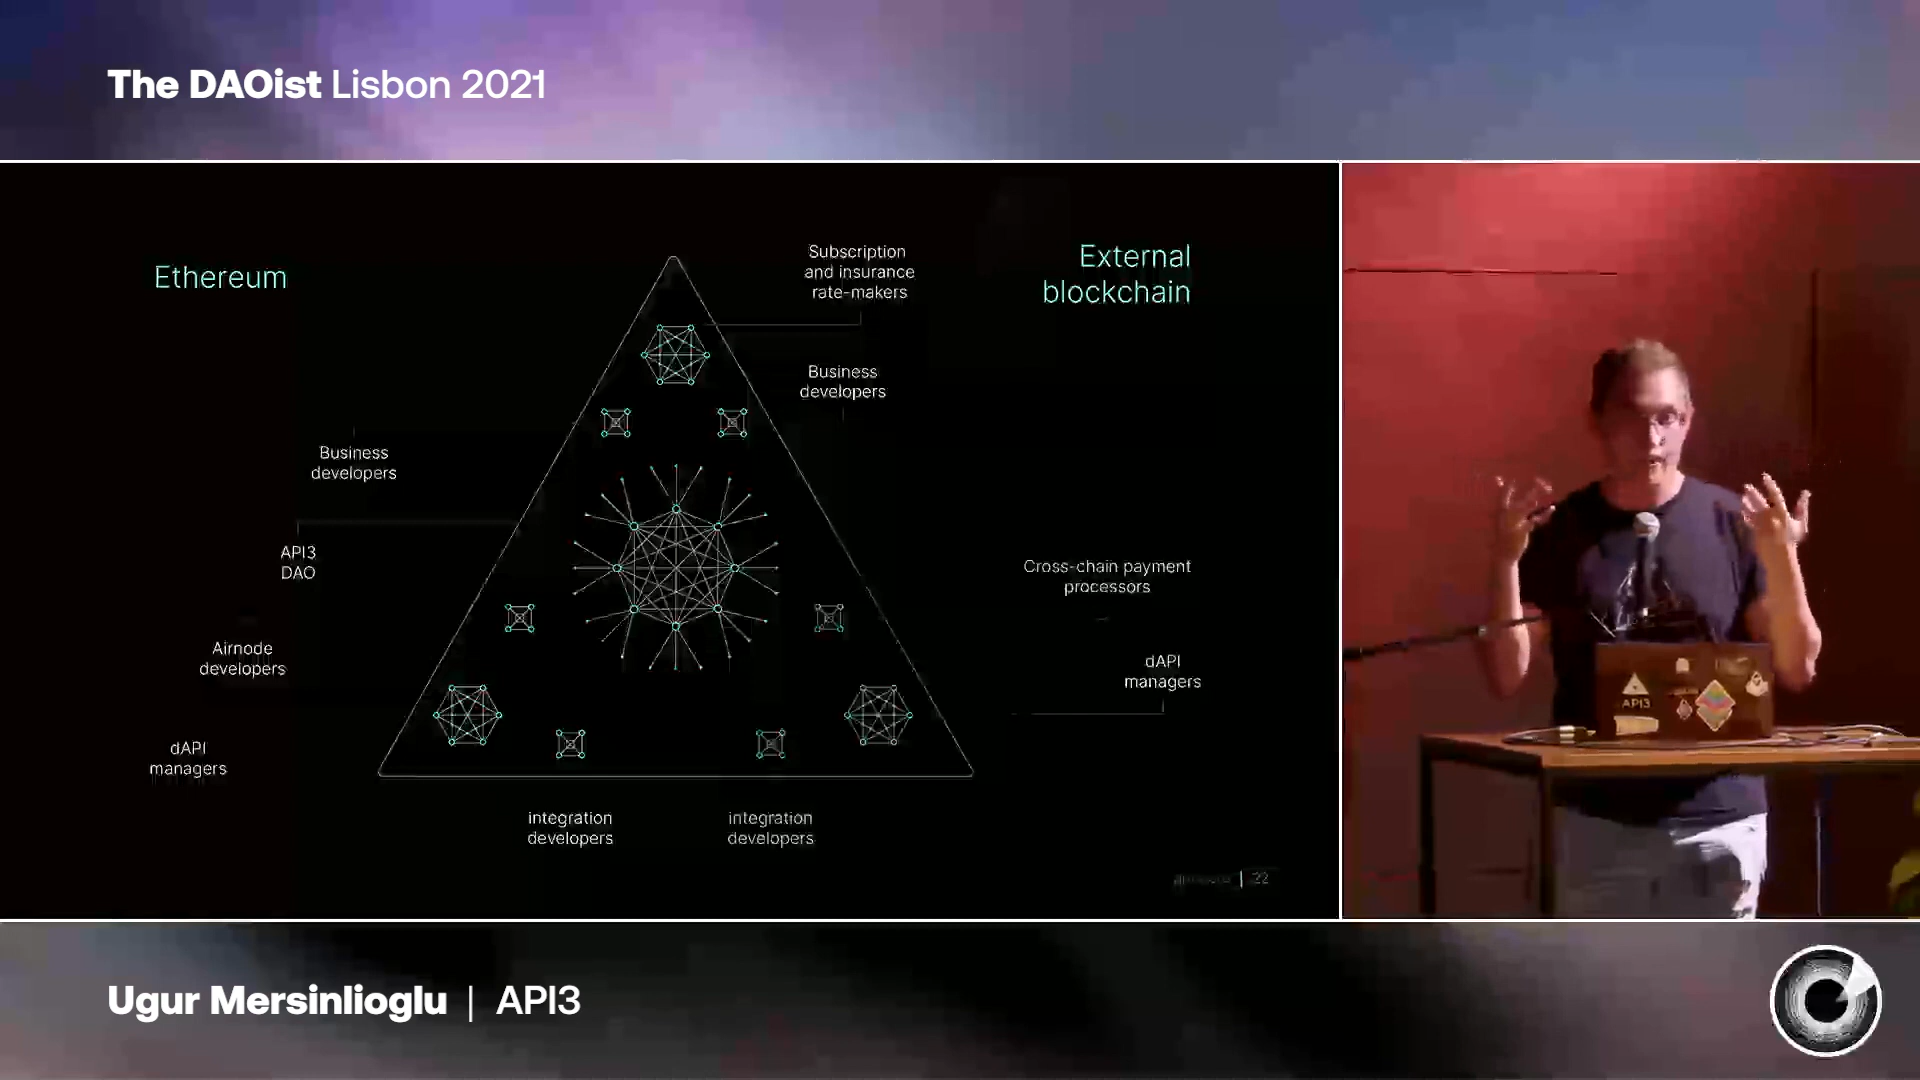 The DAOist Lisbon 2021
Ethereum
Subscription
and insurance
rate-makers
External
blockchain
Business
developers
Business
developers
API3
DAO
Cross-chain payment
processors
Airnode
developers
dAPI
managers
dAPI
managers
integration
developers
integration
developers
22
API3
Ugur Mersinlioglu | API3